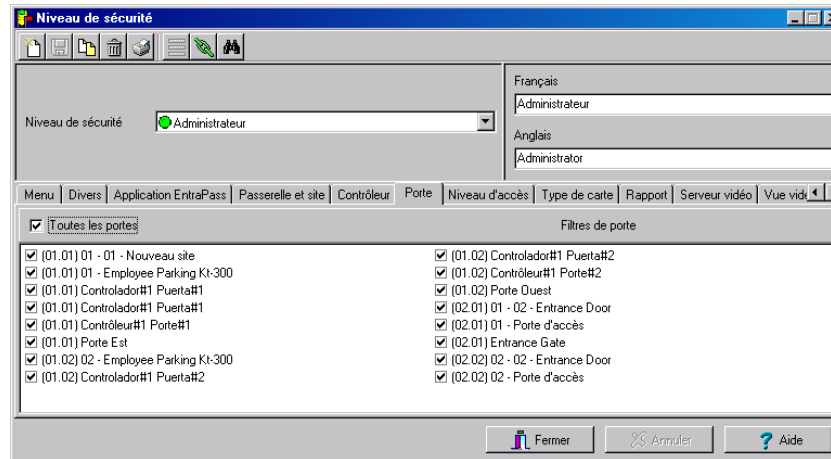 Niveau de sécurité
Français
Administrateur
Niveau de sécurité
Administrateur
Anglais
Administrator
Menu Divers Application EntraPass Passerelle et site Contrôleur Porte Niveau d'accès Type de carte Rapport Serveur vidéo Vue vidé
Toutes les portes
Filtres de porte
(01.01) 01 - 01 - Nouveau site
(01.01) 01 - Employee Parking Kt-300
(01.01) Controlador#1 Puerta#1
(01.01) Controlador#1 Puerta#1
(01.01) Contrôleur#1 Porte#1
(01.01) Porte Est
(01.02) 02 - Employee Parking Kt-300
(01.02) Controlador#1 Puerta#2
(01.02) Controlador#1 Puerta#2
(01.02) Contrôleur#1 Porte#2
(01.02) Porte Ouest
(02.01) 01 - 02 - Entrance Door
(02.01) 01 - Porte d'accès
(02.01) Entrance Gate
(02.02) 02 - 02 - Entrance Door
(02.02) 02 - Porte d'accès
Fermer
Annuler
Aide